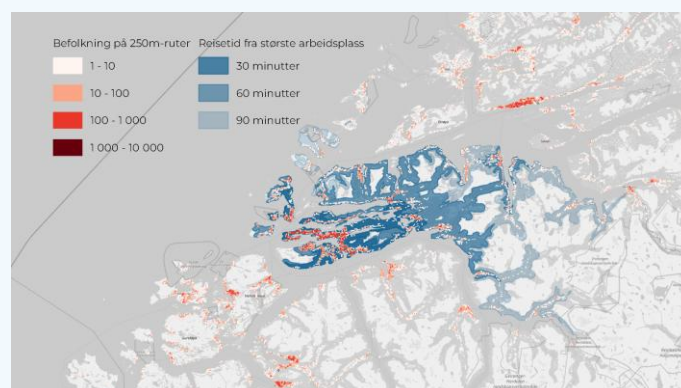 Befolkning på 250m-ruter
1 - 10
10 - 100
100 - 1 000
1 000 - 10 000
Reisetid fra største arbeidsplass
30 minutter
60 minutter
90 minutter